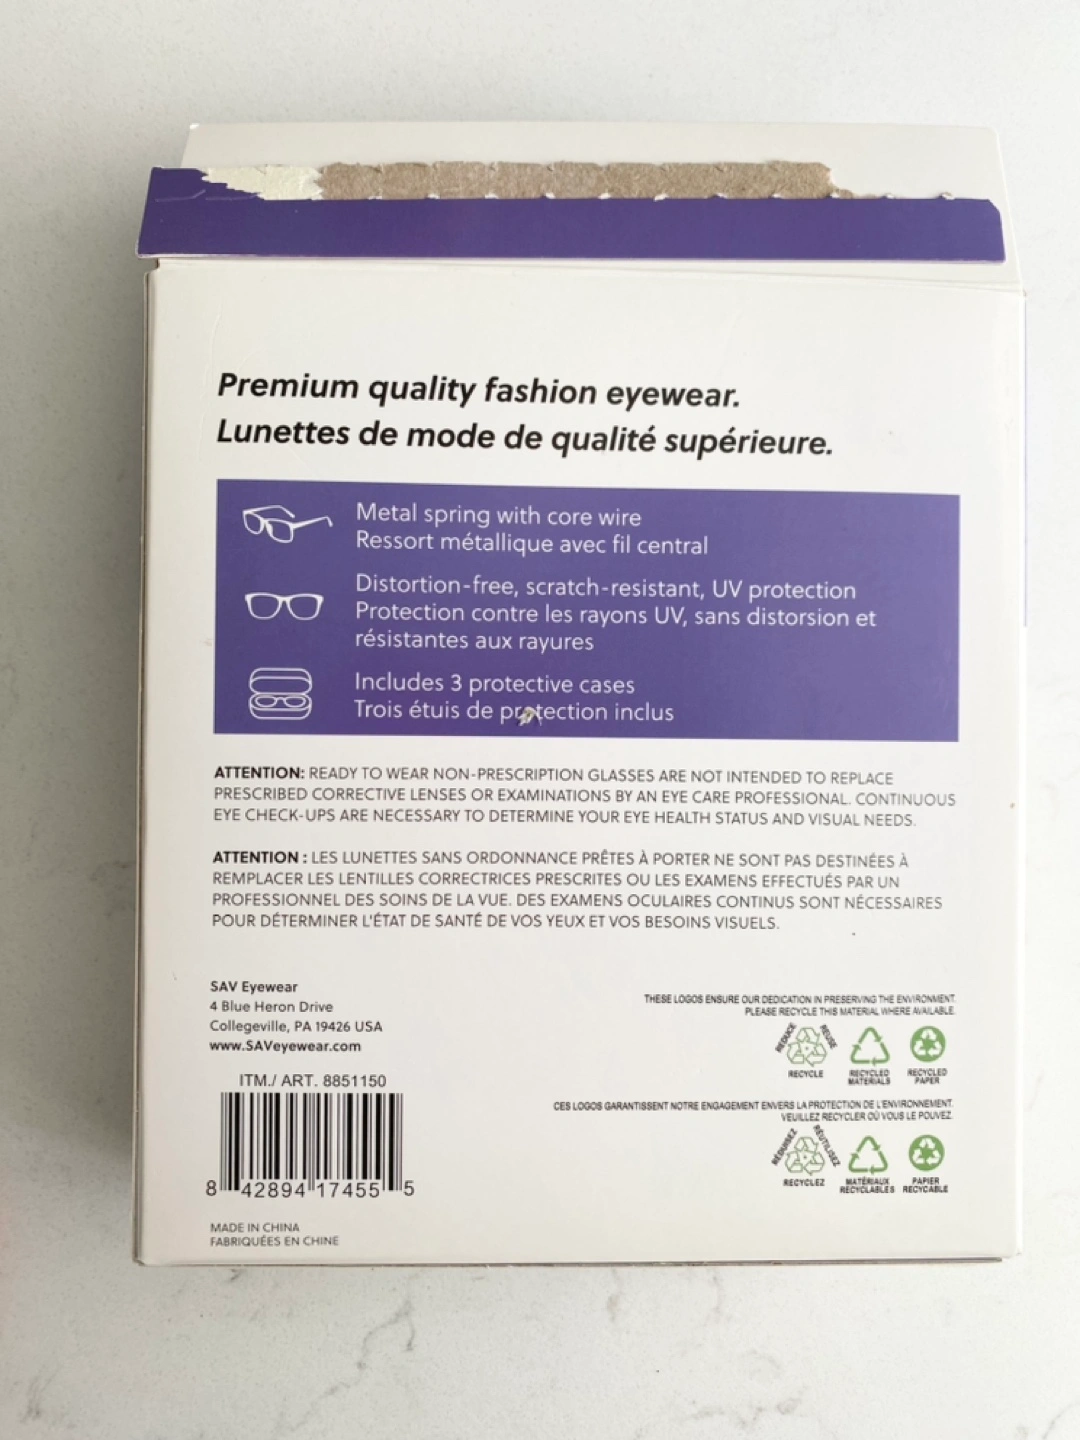 Premium quality fashion eyewear.
Lunettes de mode de qualité supérieure.
Metal spring with core wire
Ressort métallique avec fil central
Distortion-free, scratch-resistant, UV protection
Protection contre les rayons UV, sans distorsion et
résistantes aux rayures
Includes 3 protective cases
Trois étuis de protection inclus
ATTENTION: READY TO WEAR NON-PRESCRIPTION GLASSES ARE NOT INTENDED TO REPLACE
PRESCRIBED CORRECTIVE LENSES OR EXAMINATIONS BY AN EYE CARE PROFESSIONAL. CONTINUOUS
EYE CHECK-UPS ARE NECESSARY TO DETERMINE YOUR EYE HEALTH STATUS AND VISUAL NEEDS.
ATTENTION : LES LUNETTES SANS ORDONNANCE PRÊTES À PORTER NE SONT PAS DESTINÉES À
REMPLACER LES LENTILLES CORRECTRICES PRESCRITES OU LES EXAMENS EFFECTUÉS PAR UN
PROFESSIONNEL DES SOINS DE LA VUE. DES EXAMENS OCULAIRES CONTINUS SONT NÉCESSAIRES
POUR DÉTERMINER L'ÉTAT DE SANTÉ DE VOS YEUX ET VOS BESOINS VISUELS.
SAV Eyewear
4 Blue Heron Drive
Collegeville, PA 19426 USA
www.SAVeyewear.com
ITM./ ART. 8851150
8 42894 17455 5
MADE IN CHINA
FABRIQUÉES EN CHINE
THESE LOGOS ENSURE OUR DEDICATION IN PRESERVING THE ENVIRONMENT.
PLEASE RECYCLE THIS MATERIAL WHERE AVAILABLE.
REDUCE REUSE
RECYCLE
RECYCLED
MATERIALS
RECYCLED
PAPER
CES LOGOS GARANTISSENT NOTRE ENGAGEMENT ENVERS LA PROTECTION DE L'ENVIRONNEMENT.
VEUILLEZ RECYCLER OÙ VOUS LE POUVEZ.
RÉDUISEZ RÉUTILISEZ
RECYCLEZ
MATÉRIAUX
RECYCLABLES
PAPIER
RECYCABLE